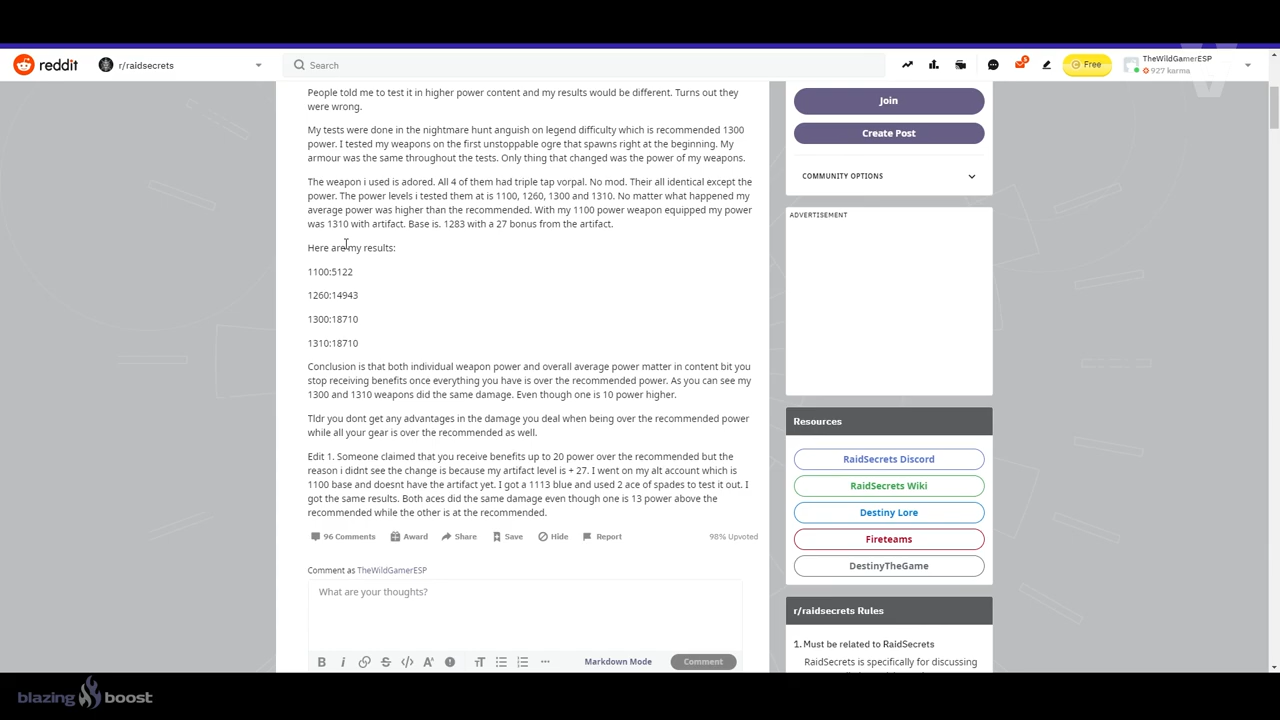 reddit
r/raidsecrets
Search
Free
TheWildGamerESP
927 karma
People told me to test it in higher power content and my results would be different. Turns out they
were wrong.
My tests were done in the nightmare hunt anguish on legend difficulty which is recommended 1300
power. I tested my weapons on the first unstoppable ogre that spawns right at the beginning. My
armour was the same throughout the tests. Only thing that changed was the power of my weapons.
The weapon i used is adored. All 4 of them had triple tap vorpal. No mod. Their all identical except the
power. The power levels i tested them at is 1100, 1260, 1300 and 1310. No matter what happened my
average power was higher than the recommended. With my 1100 power weapon equipped my power
was 1310 with artifact. Base is. 1283 with a 27 bonus from the artifact.
Here are my results:
1100:5122
1260:14943
1300:18710
1310:18710
Conclusion is that both individual weapon power and overall average power matter in content bit you
stop receiving benefits once everything you have is over the recommended power. As you can see my
1300 and 1310 weapons did the same damage. Even though one is 10 power higher.
Tldr you dont get any advantages in the damage you deal when being over the recommended power
while all your gear is over the recommended as well.
Edit 1. Someone claimed that you receive benefits up to 20 power over the recommended but the
reason i didnt see the change is because my artifact level is + 27. I went on my alt account which is
1100 base and doesnt have the artifact yet. I got a 1113 blue and used 2 ace of spades to test it out. I
got the same results. Both aces did the same damage even though one is 13 power above the
recommended while the other is at the recommended.
96 Comments Award Share Save Hide Report 98% Upvoted
Comment as TheWildGamerESP
What are your thoughts?
Markdown Mode
Comment
Join
Create Post
COMMUNITY OPTIONS
ADVERTISEMENT
Resources
RaidSecrets Discord
RaidSecrets Wiki
Destiny Lore
Fireteams
DestinyTheGame
r/raidsecrets Rules
1. Must be related to RaidSecrets
RaidSecrets is specifically for discussing
blazing boost